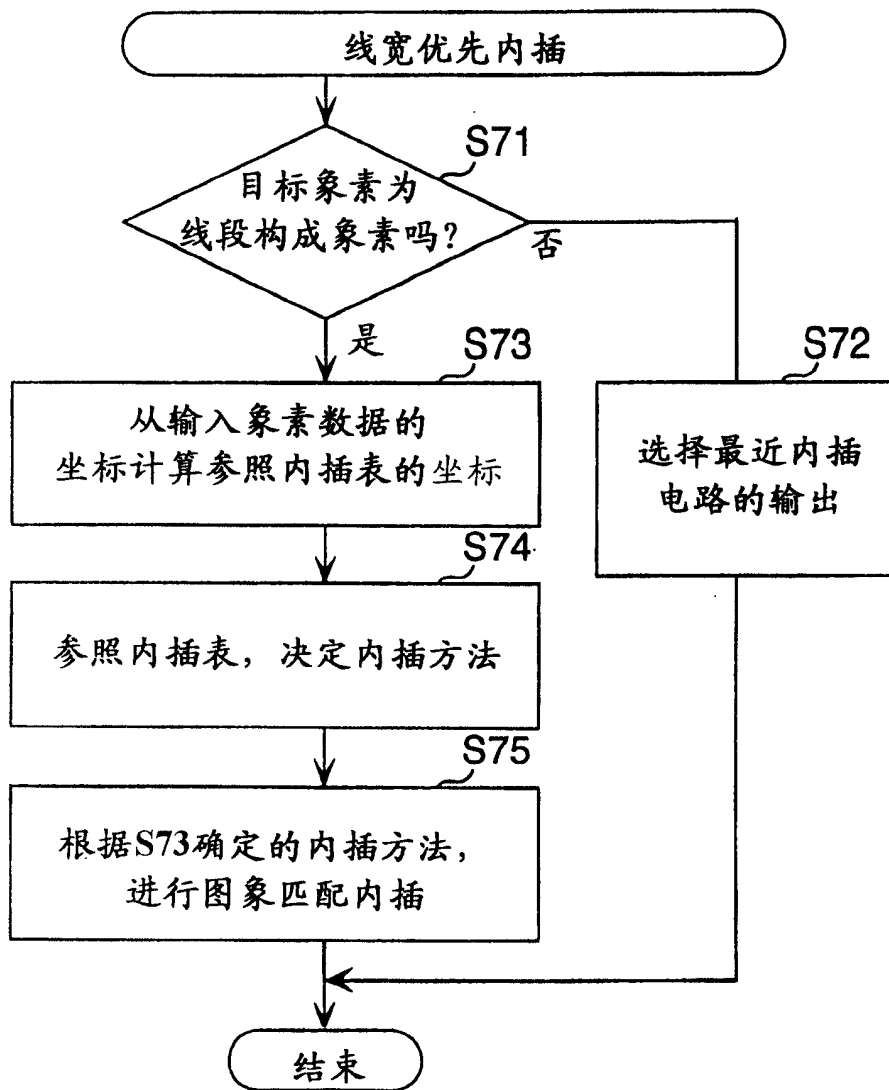 线宽优先内插
S71
目标象素为
线段构成象素吗?
否
是
S73
从输入象素数据的
坐标计算参照内插表的坐标
S72
选择最近内插
电路的输出
S74
参照内插表，决定内插方法
S75
根据S73确定的内插方法，
进行图象匹配内插
结束